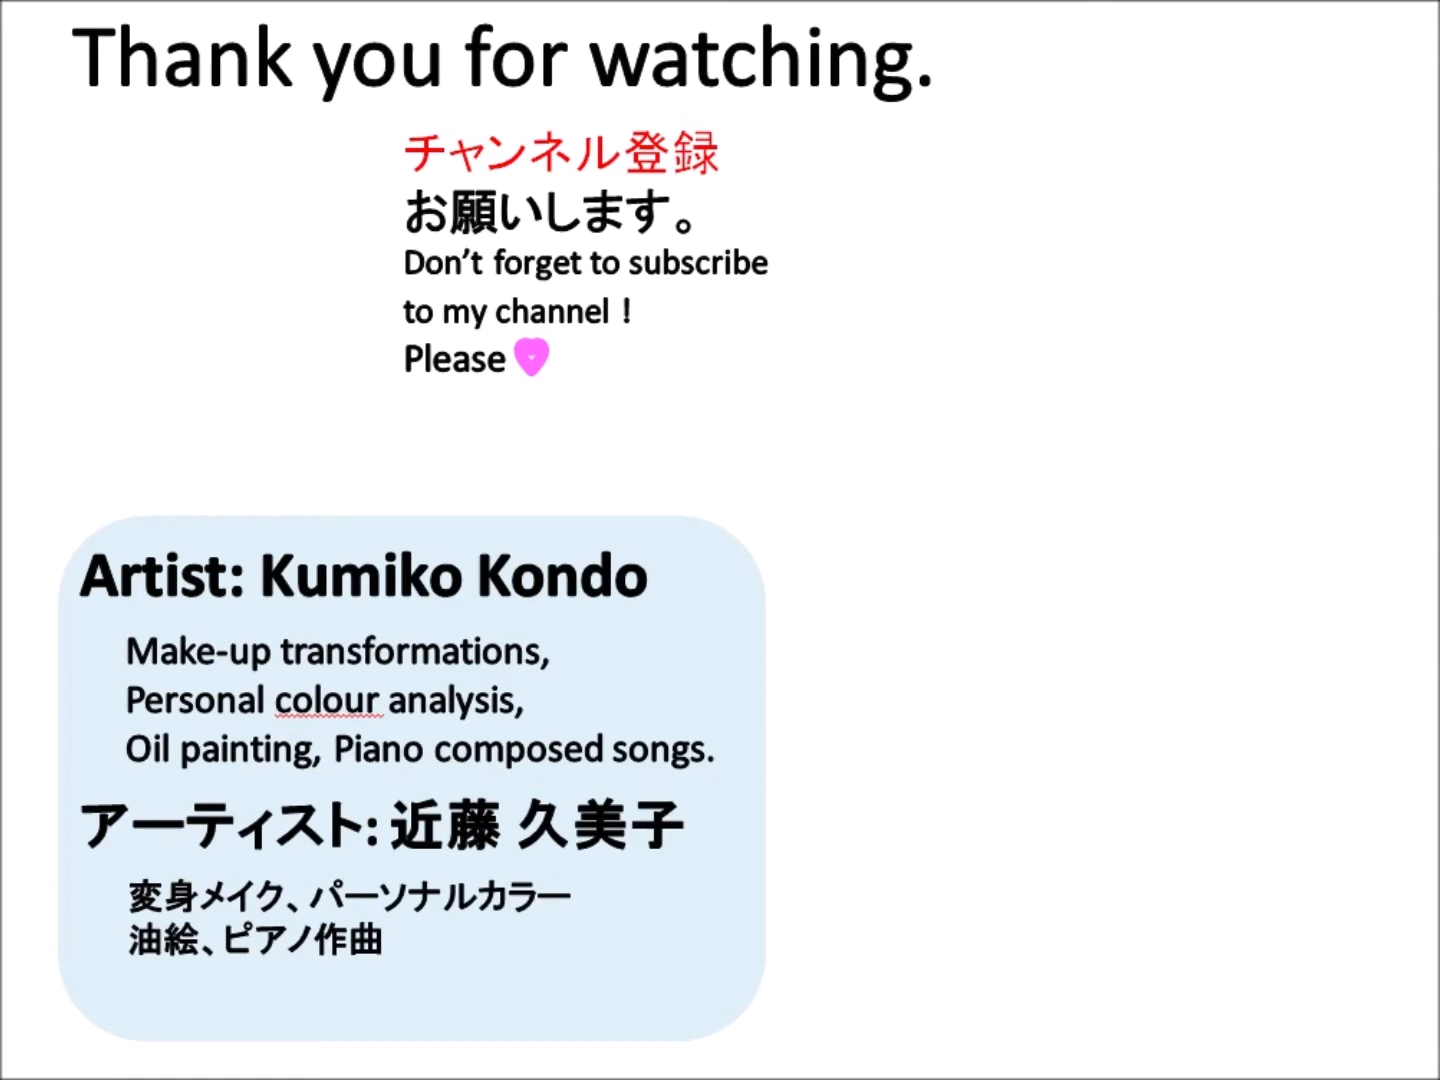 Thank you for watching.
チャンネル登録
お願いします。
Don’t forget to subscribe
to my channel！
Please
Artist: Kumiko Kondo
Make-up transformations,
Personal colour analysis,
Oil painting, Piano composed songs.
アーティスト: 近藤 久美子
変身メイク、パーソナルカラー
油絵、ピアノ作曲